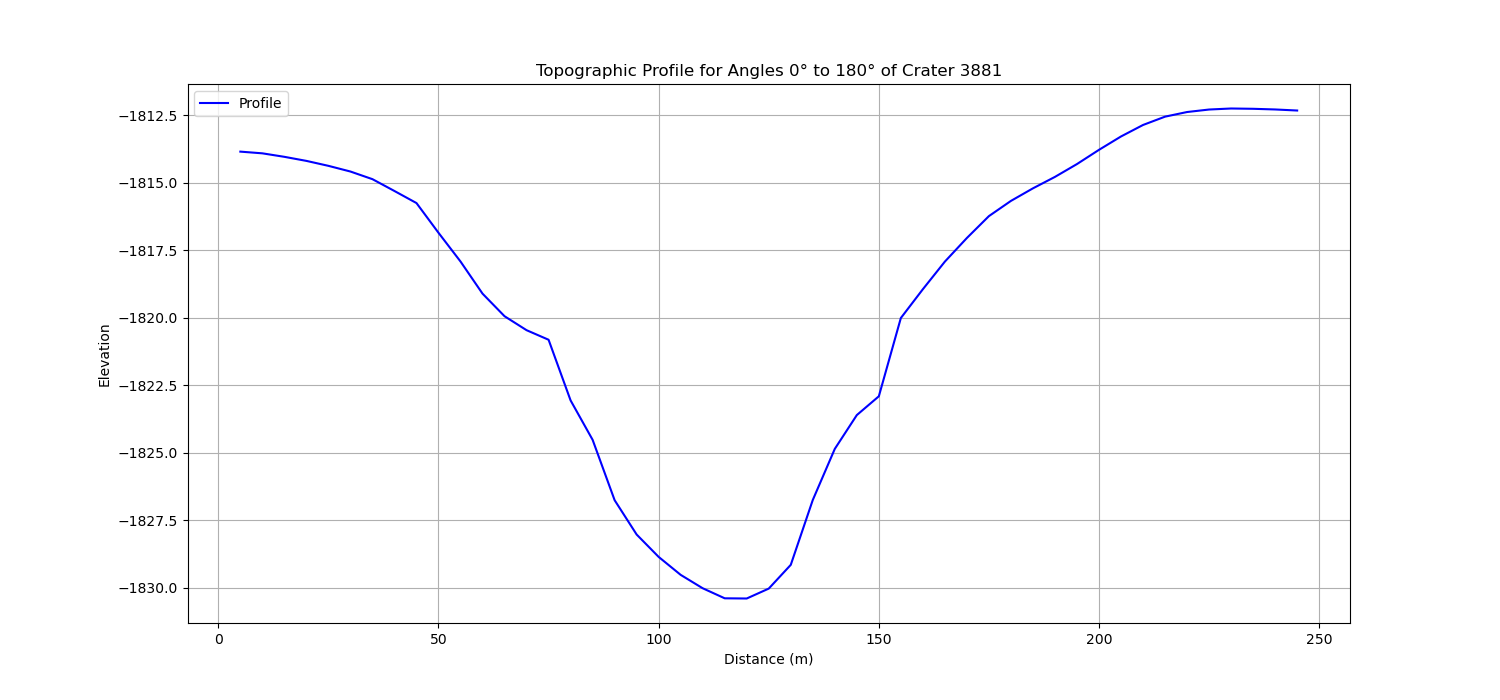 Topographic Profile for Angles 0° to 180° of Crater 3881
Profile
−1812.5
−1815.0
−1817.5
−1820.0
−1822.5
−1825.0
−1827.5
−1830.0
Elevation
0 50 100 150 200 250
Distance (m)